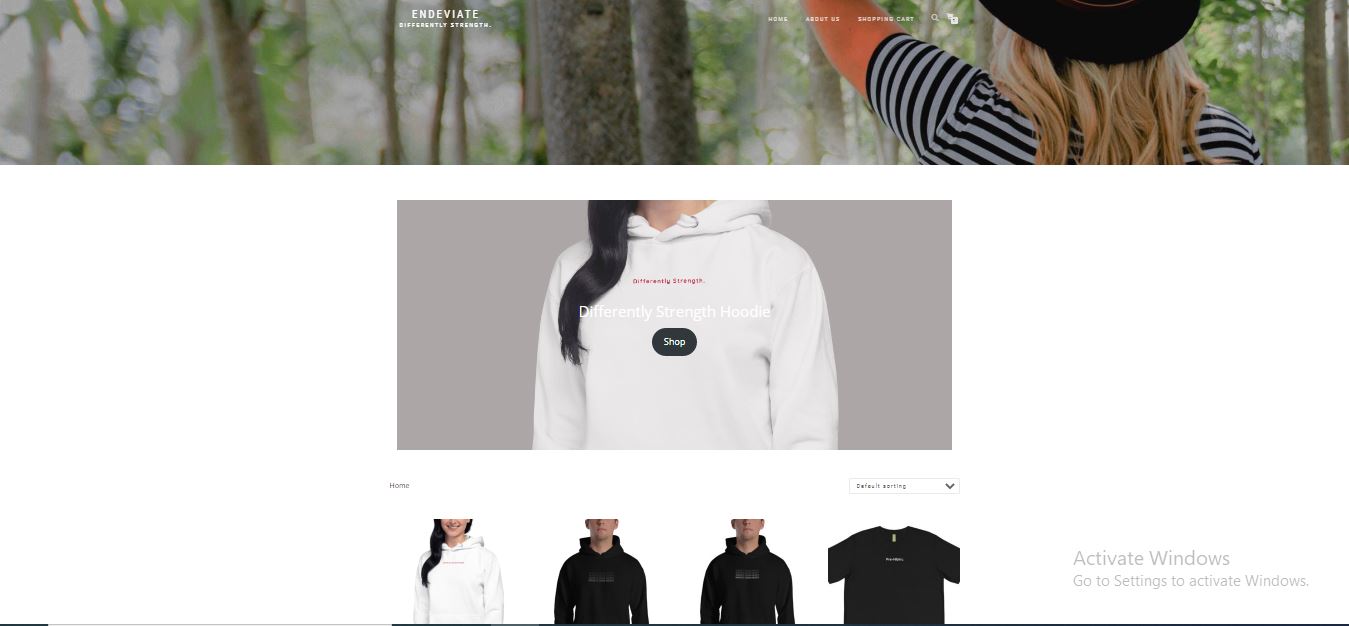 ENDEVIATE
DIFFERENTLY STRENGTH.
HOME ABOUT US SHOPPING CART
Differently Strength.
Differently Strength Hoodie
Shop
Home
Default sorting
Activate Windows
Go to Settings to activate Windows.